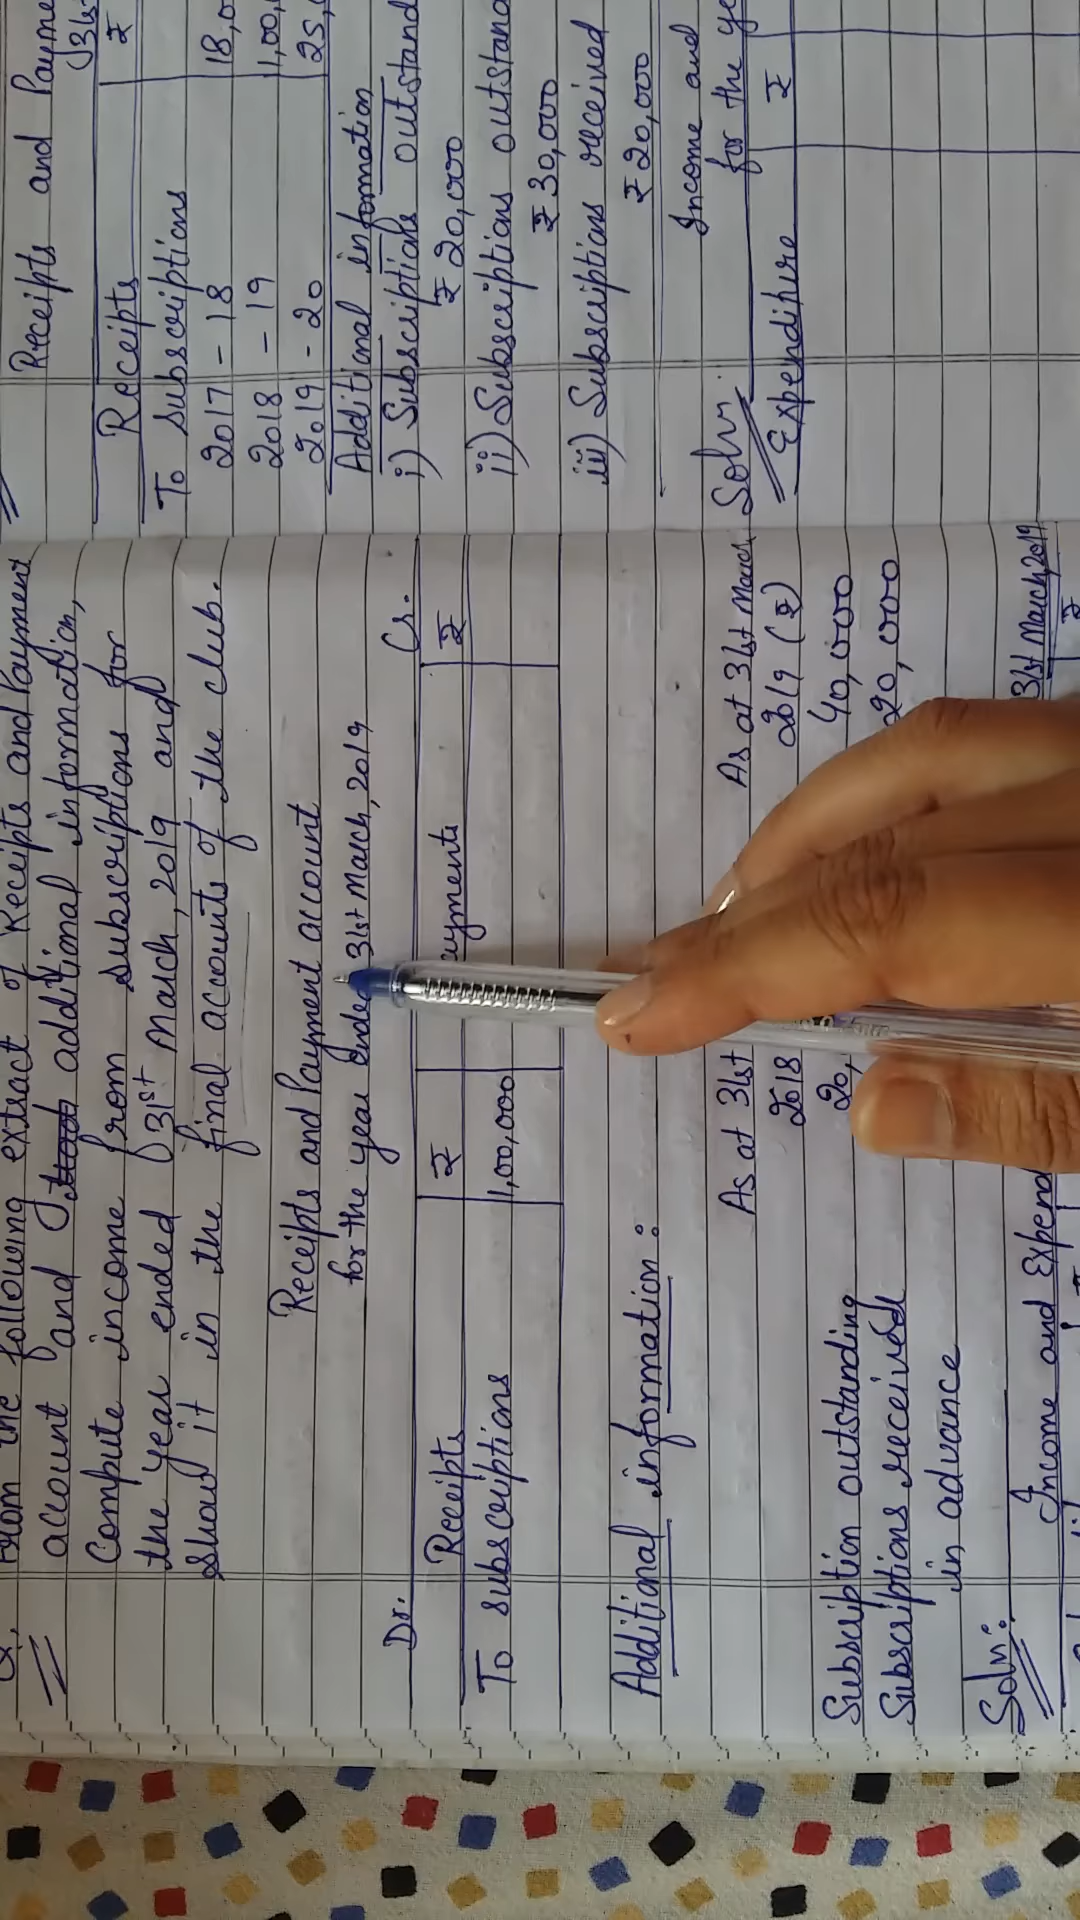 Q. From the following extract of Receipts and Payment
account and additional information,
Compute income from subscriptions for
the year ended 31st March, 2019 and
show it in the final accounts of the club.
Receipts and Payment account
for the year ended 31st March, 2019
Dr. Cr.
Receipts ₹ ayments ₹
To subscriptions 1,00,000
Additional information :
As at 31st As at 31st March
2018 2019 (₹)
Subscription outstanding 20, 40,000
Subscriptions received 20,000
in advance
Soln:
Income and Expend 31st March, 2019
₹
Receipts and Payme
31st
Receipts ₹
To subscriptions
2017 - 18 18,0
2018 - 19 1,00,
2019 - 20 25,
Additional information
i) Subscriptions outstand
₹ 20,000
ii) Subscriptions outstand
₹ 30,000
iii) Subscriptions received
₹ 20,000
Soln:
Income and
for the ye
Expenditure ₹